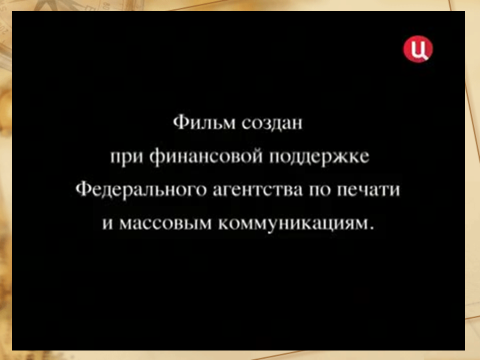 Ц
Фильм создан
при финансовой поддержке
Федерального агентства по печати
и массовым коммуникациям.